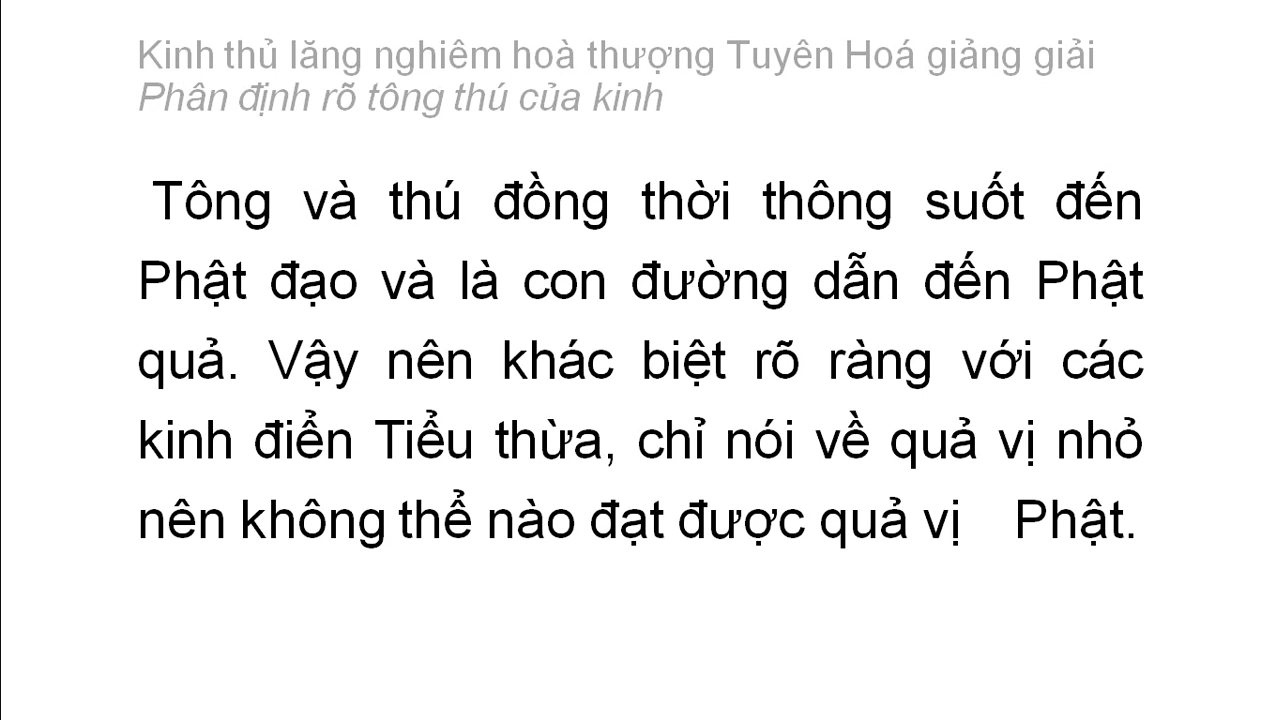 Kinh thủ lăng nghiêm hoà thượng Tuyên Hoá giảng giải
Phân định rõ tông thú của kinh
Tông và thú đồng thời thông suốt đến
Phật đạo và là con đường dẫn đến Phật
quả. Vậy nên khác biệt rõ ràng với các
kinh điển Tiểu thừa, chỉ nói về quả vị nhỏ
nên không thể nào đạt được quả vị Phật.